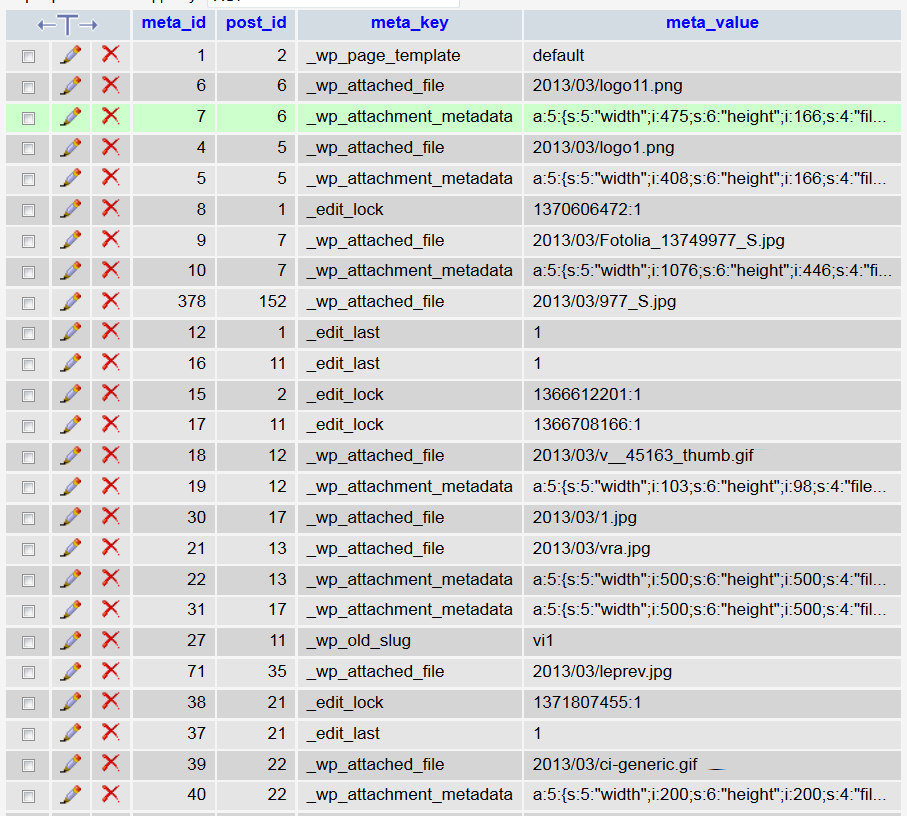 meta_id post_id meta_key meta_value
1 2 _wp_page_template default
6 6 _wp_attached_file 2013/03/logo11.png
7 6 _wp_attachment_metadata a:5:{s:5:"width";i:475;s:6:"height";i:166;s:4:"fil...
4 5 _wp_attached_file 2013/03/logo1.png
5 5 _wp_attachment_metadata a:5:{s:5:"width";i:408;s:6:"height";i:166;s:4:"fil...
8 1 _edit_lock 1370606472:1
9 7 _wp_attached_file 2013/03/Fotolia_13749977_S.jpg
10 7 _wp_attachment_metadata a:5:{s:5:"width";i:1076;s:6:"height";i:446;s:4:"fi...
378 152 _wp_attached_file 2013/03/977_S.jpg
12 1 _edit_last 1
16 11 _edit_last 1
15 2 _edit_lock 1366612201:1
17 11 _edit_lock 1366708166:1
18 12 _wp_attached_file 2013/03/v__45163_thumb.gif
19 12 _wp_attachment_metadata a:5:{s:5:"width";i:103;s:6:"height";i:98;s:4:"file...
30 17 _wp_attached_file 2013/03/1.jpg
21 13 _wp_attached_file 2013/03/vra.jpg
22 13 _wp_attachment_metadata a:5:{s:5:"width";i:500;s:6:"height";i:500;s:4:"fil...
31 17 _wp_attachment_metadata a:5:{s:5:"width";i:500;s:6:"height";i:500;s:4:"fil...
27 11 _wp_old_slug vi1
71 35 _wp_attached_file 2013/03/leprev.jpg
38 21 _edit_lock 1371807455:1
37 21 _edit_last 1
39 22 _wp_attached_file 2013/03/ci-generic.gif
40 22 _wp_attachment_metadata a:5:{s:5:"width";i:200;s:6:"height";i:200;s:4:"fil...